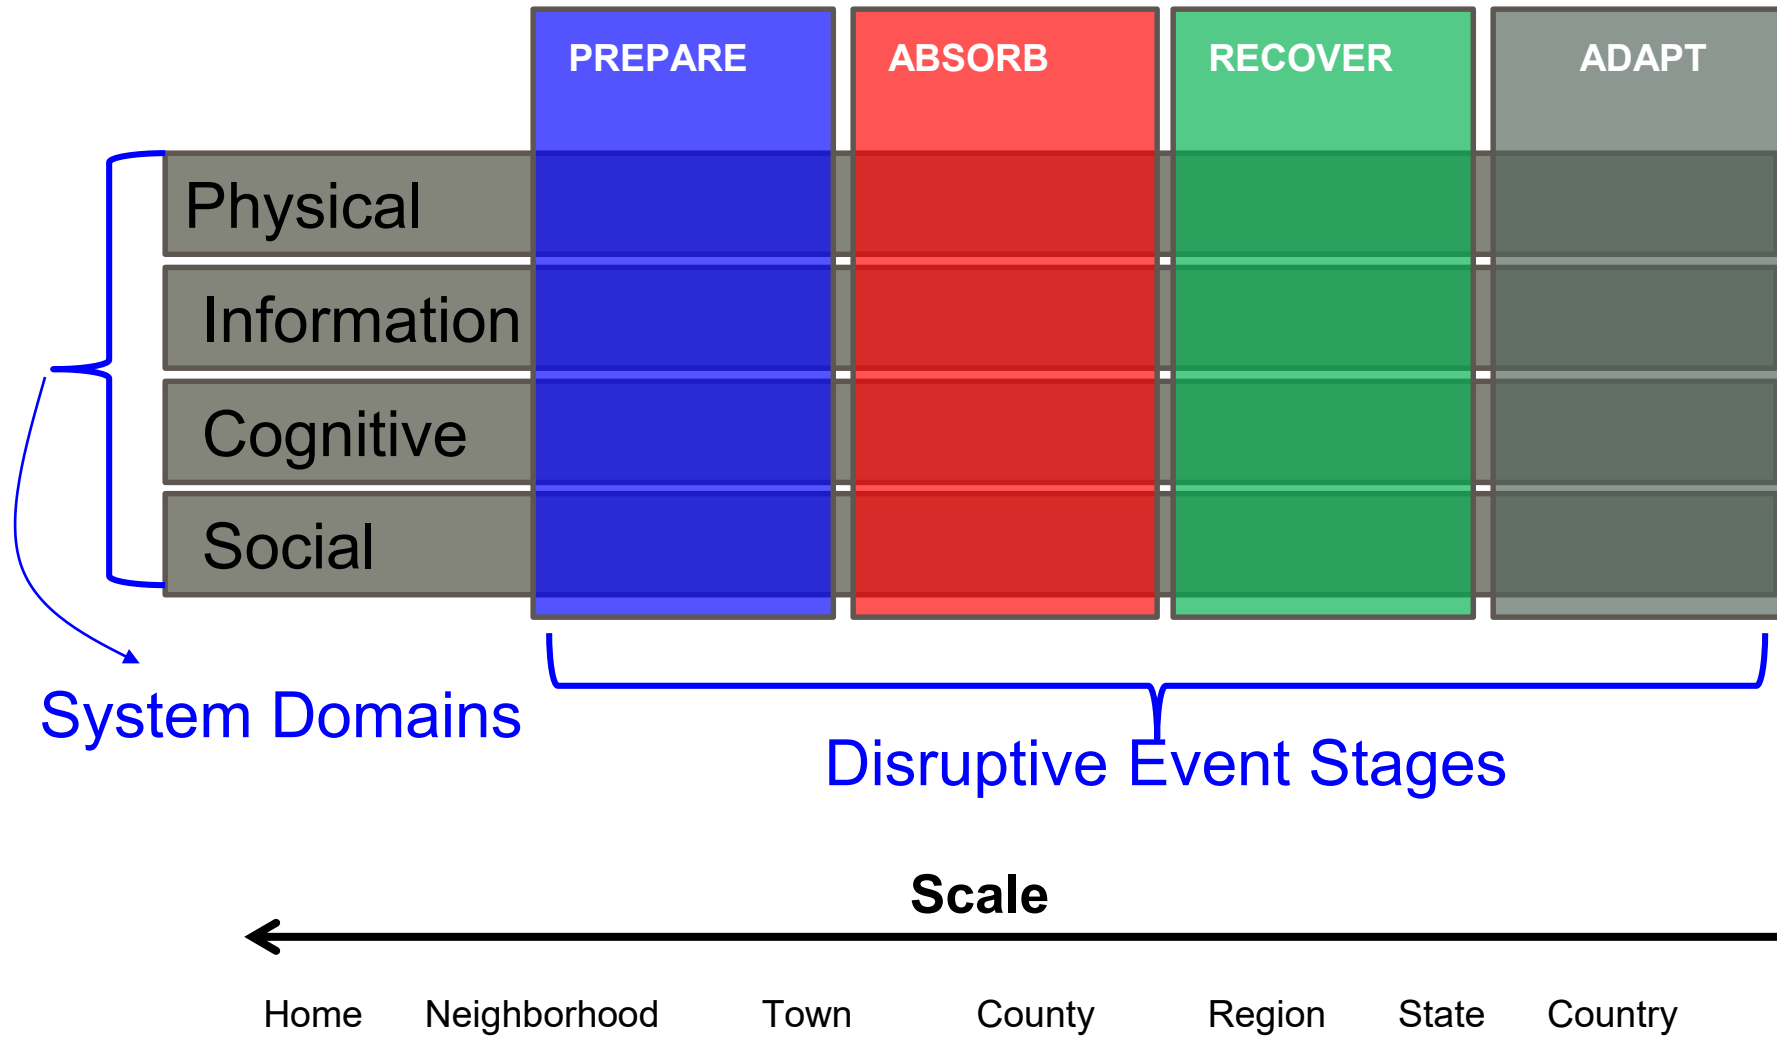 PREPARE ABSORB RECOVER ADAPT
Physical
Information
Cognitive
Social
System Domains
Disruptive Event Stages
Scale
Home Neighborhood Town County Region State Country